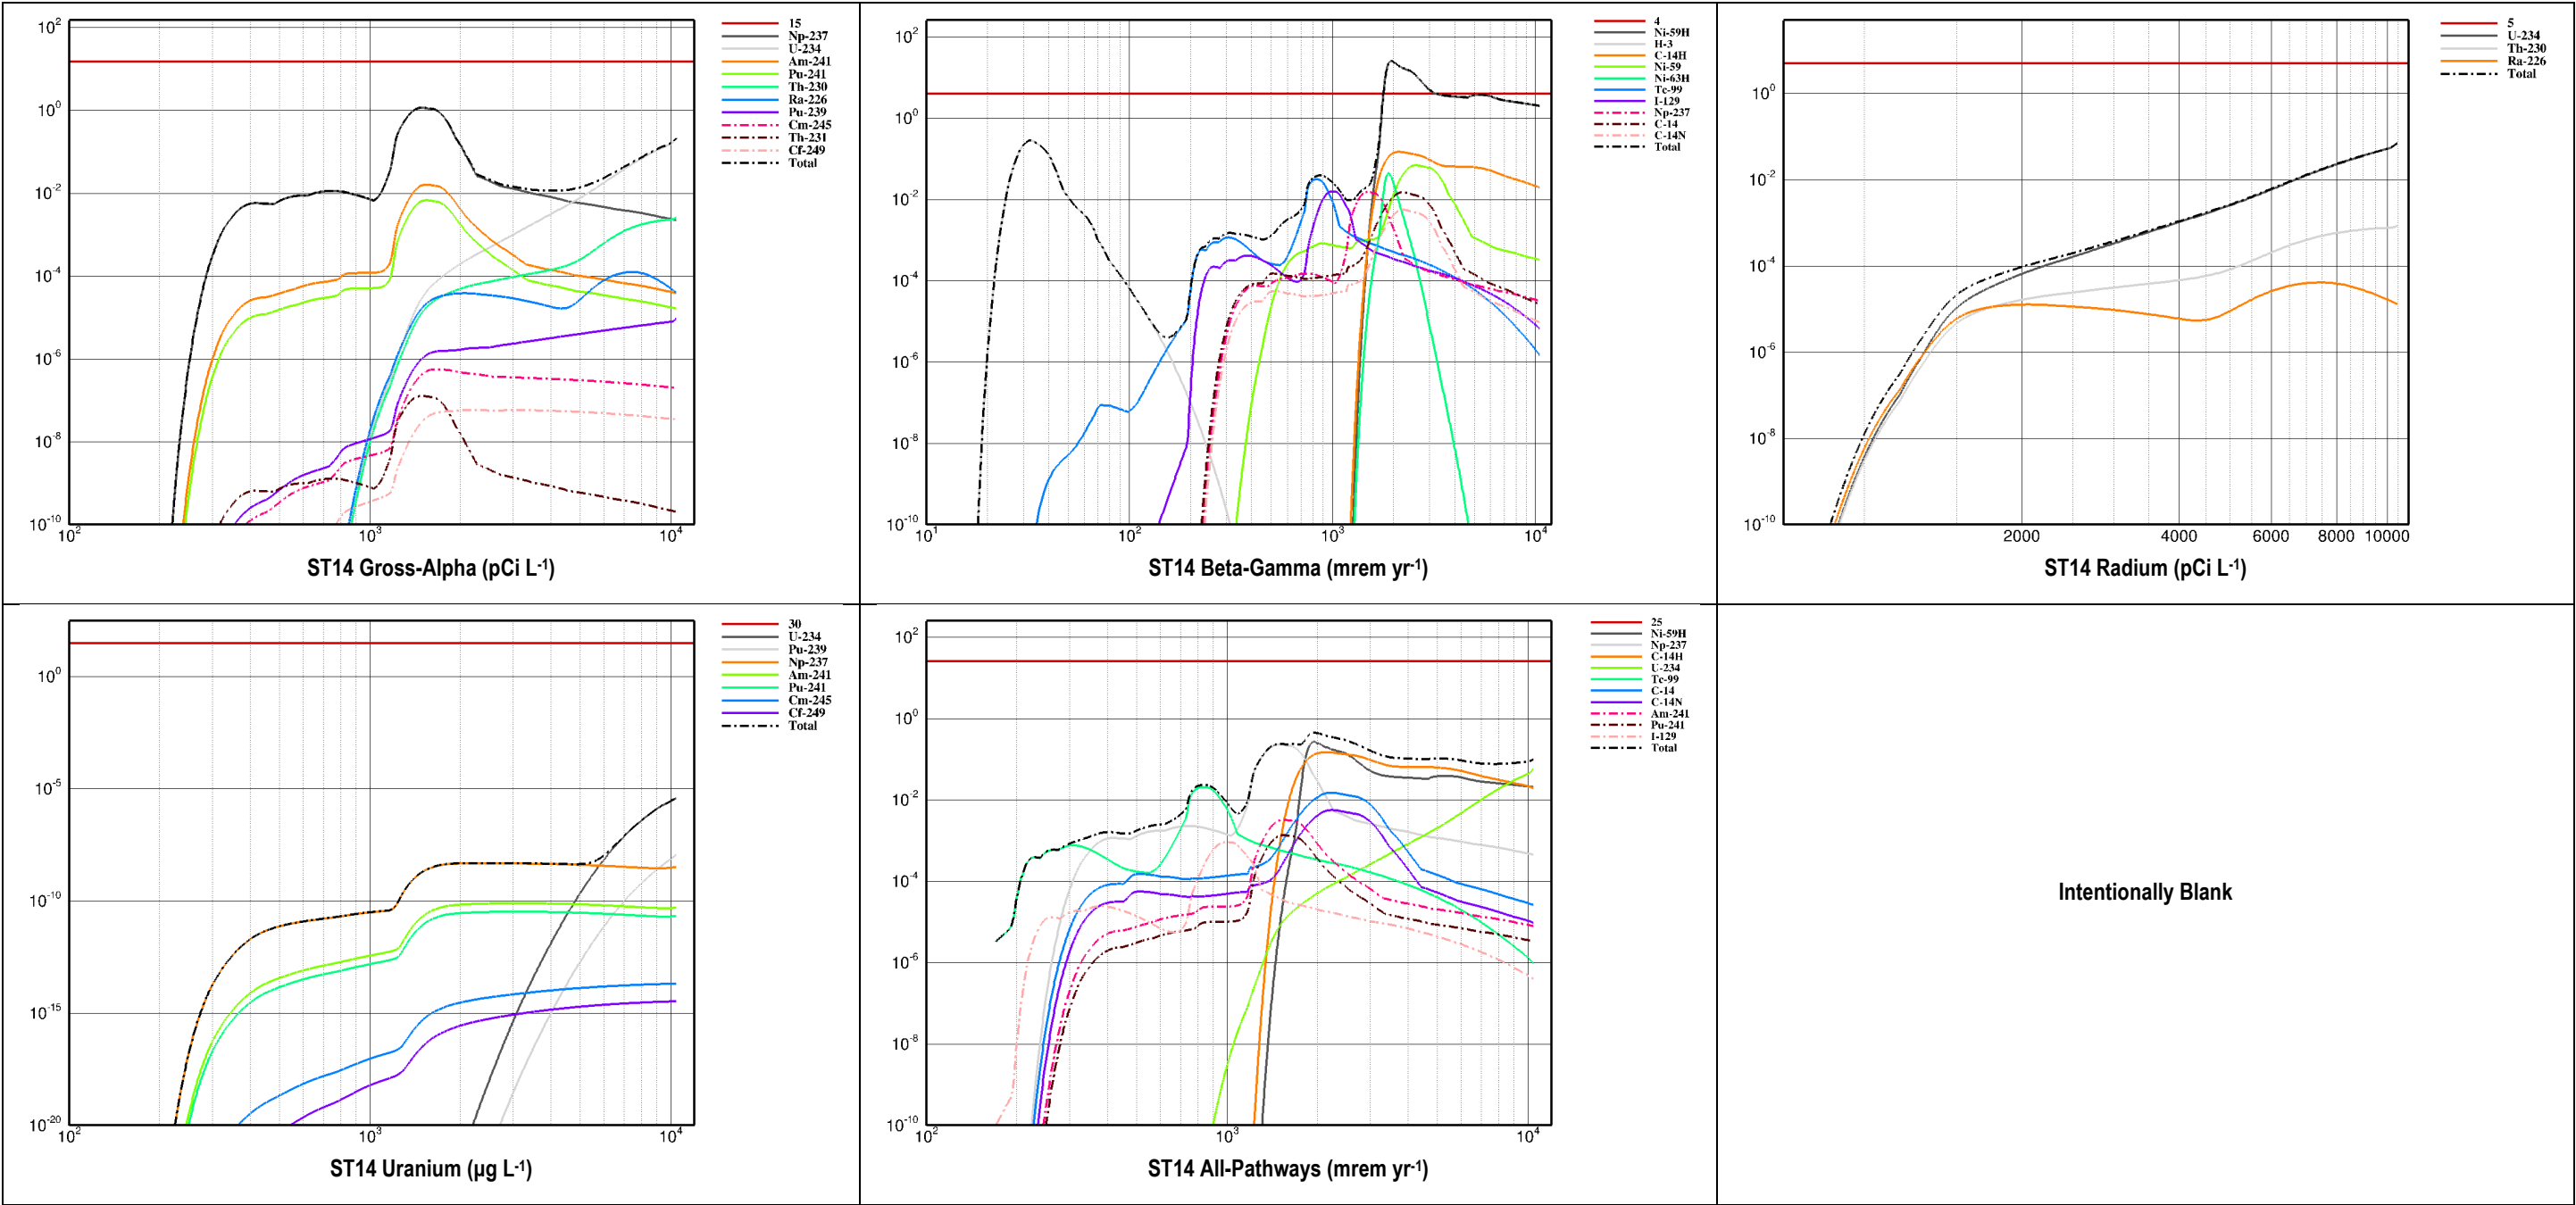 10²
10⁰
10⁻²
10⁻⁴
10⁻⁶
10⁻⁸
10⁻¹⁰
10² 10³ 10⁴
15
Np-237
U-234
Am-241
Pu-241
Th-230
Ra-226
Pu-239
Cm-245
Th-231
Cf-249
Total
ST14 Gross-Alpha (pCi L⁻¹)
10²
10⁰
10⁻²
10⁻⁴
10⁻⁶
10⁻⁸
10⁻¹⁰
10¹ 10² 10³ 10⁴
4
Ni-59H
H-3
C-14H
Ni-59
Ni-63H
Tc-99
I-129
Np-237
C-14
C-14N
Total
ST14 Beta-Gamma (mrem yr⁻¹)
10⁰
10⁻²
10⁻⁴
10⁻⁶
10⁻⁸
10⁻¹⁰
2000 4000 6000 8000 10000
5
U-234
Th-230
Ra-226
Total
ST14 Radium (pCi L⁻¹)
10⁰
10⁻⁵
10⁻¹⁰
10⁻¹⁵
10⁻²⁰
10² 10³ 10⁴
30
U-234
Pu-239
Np-237
Am-241
Pu-241
Cm-245
Cf-249
Total
ST14 Uranium (µg L⁻¹)
10²
10⁰
10⁻²
10⁻⁴
10⁻⁶
10⁻⁸
10⁻¹⁰
10² 10³ 10⁴
25
Ni-59H
Np-237
C-14H
U-234
Tc-99
C-14
C-14N
Am-241
Pu-241
I-129
Total
ST14 All-Pathways (mrem yr⁻¹)
Intentionally Blank